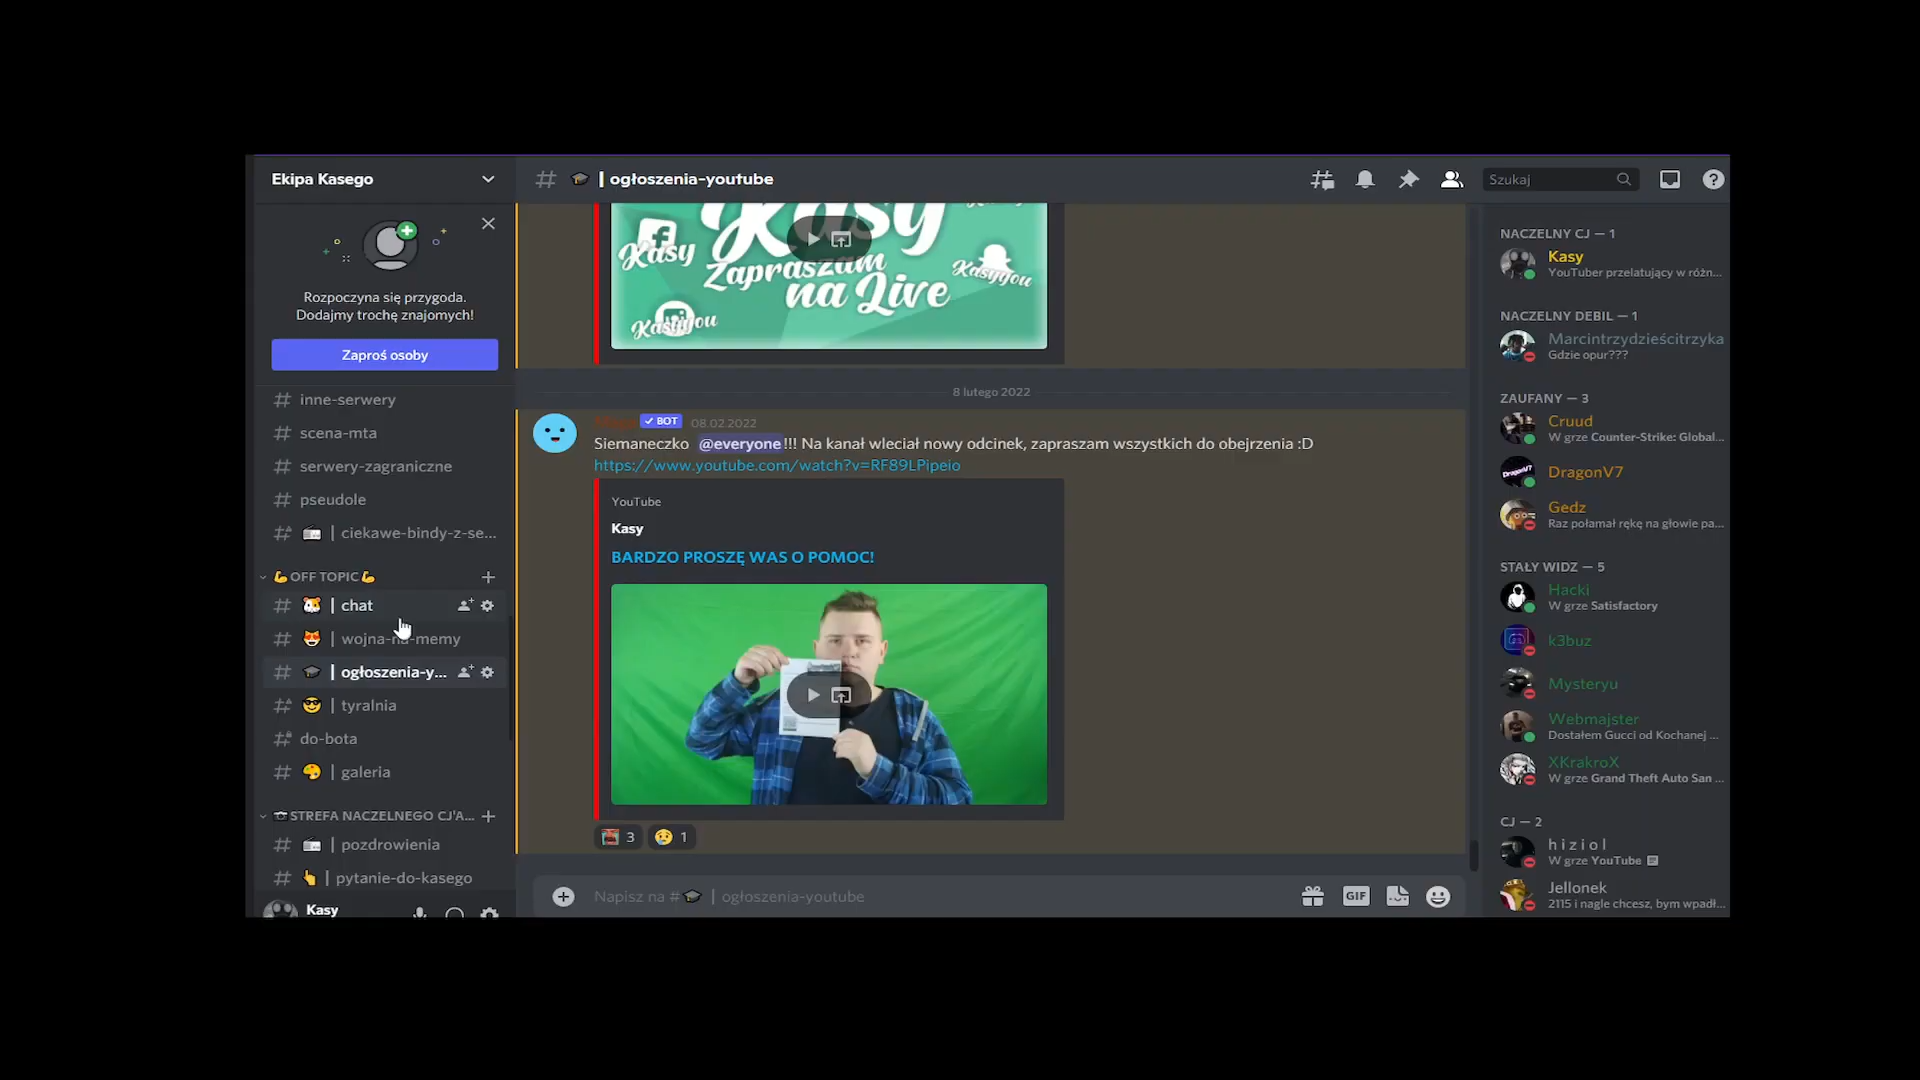 Ekipa Kasego
Rozpoczyna się przygoda.
Dodajmy trochę znajomych!
Zaproś osoby
inne-serwery
scena-mta
serwery-zagraniczne
pseudole
| ciekawe-bindy-z-se...
OFF TOPIC
| chat
| wojna-na-memy
| ogłoszenia-y...
| tyralnia
do-bota
| galeria
STREFA NACZELNEGO CJ'A...
| pozdrowienia
| pytanie-do-kasego
Kasy
| ogłoszenia-youtube
Szukaj
Kasy
Kasy
Zapraszam
na Live
Kasyyou
Kasyyou
8 lutego 2022
BOT 08.02.2022
Siemaneczko @everyone!!! Na kanał wleciał nowy odcinek, zapraszam wszystkich do obejrzenia :D
https://www.youtube.com/watch?v=RF89LPipeio
YouTube
Kasy
BARDZO PROSZĘ WAS O POMOC!
3
1
Napisz na # | ogłoszenia-youtube
GIF
NACZELNY CJ — 1
Kasy
YouTuber przelatujący w różn...
NACZELNY DEBIL — 1
Marcintrzydzieścitrzyka
Gdzie opur???
ZAUFANY — 3
Cruud
W grze Counter-Strike: Global...
DragonV7
Gedz
Raz połamał rękę na głowie pa...
STAŁY WIDZ — 5
Hacki
W grze Satisfactory
k3buz
Mysteryu
Webmajster
Dostałem Gucci od Kochanej ...
XKrakroX
W grze Grand Theft Auto San ...
CJ — 2
h i z i o l
W grze YouTube
Jellonek
2115 i nagle chcesz, bym wpadł...